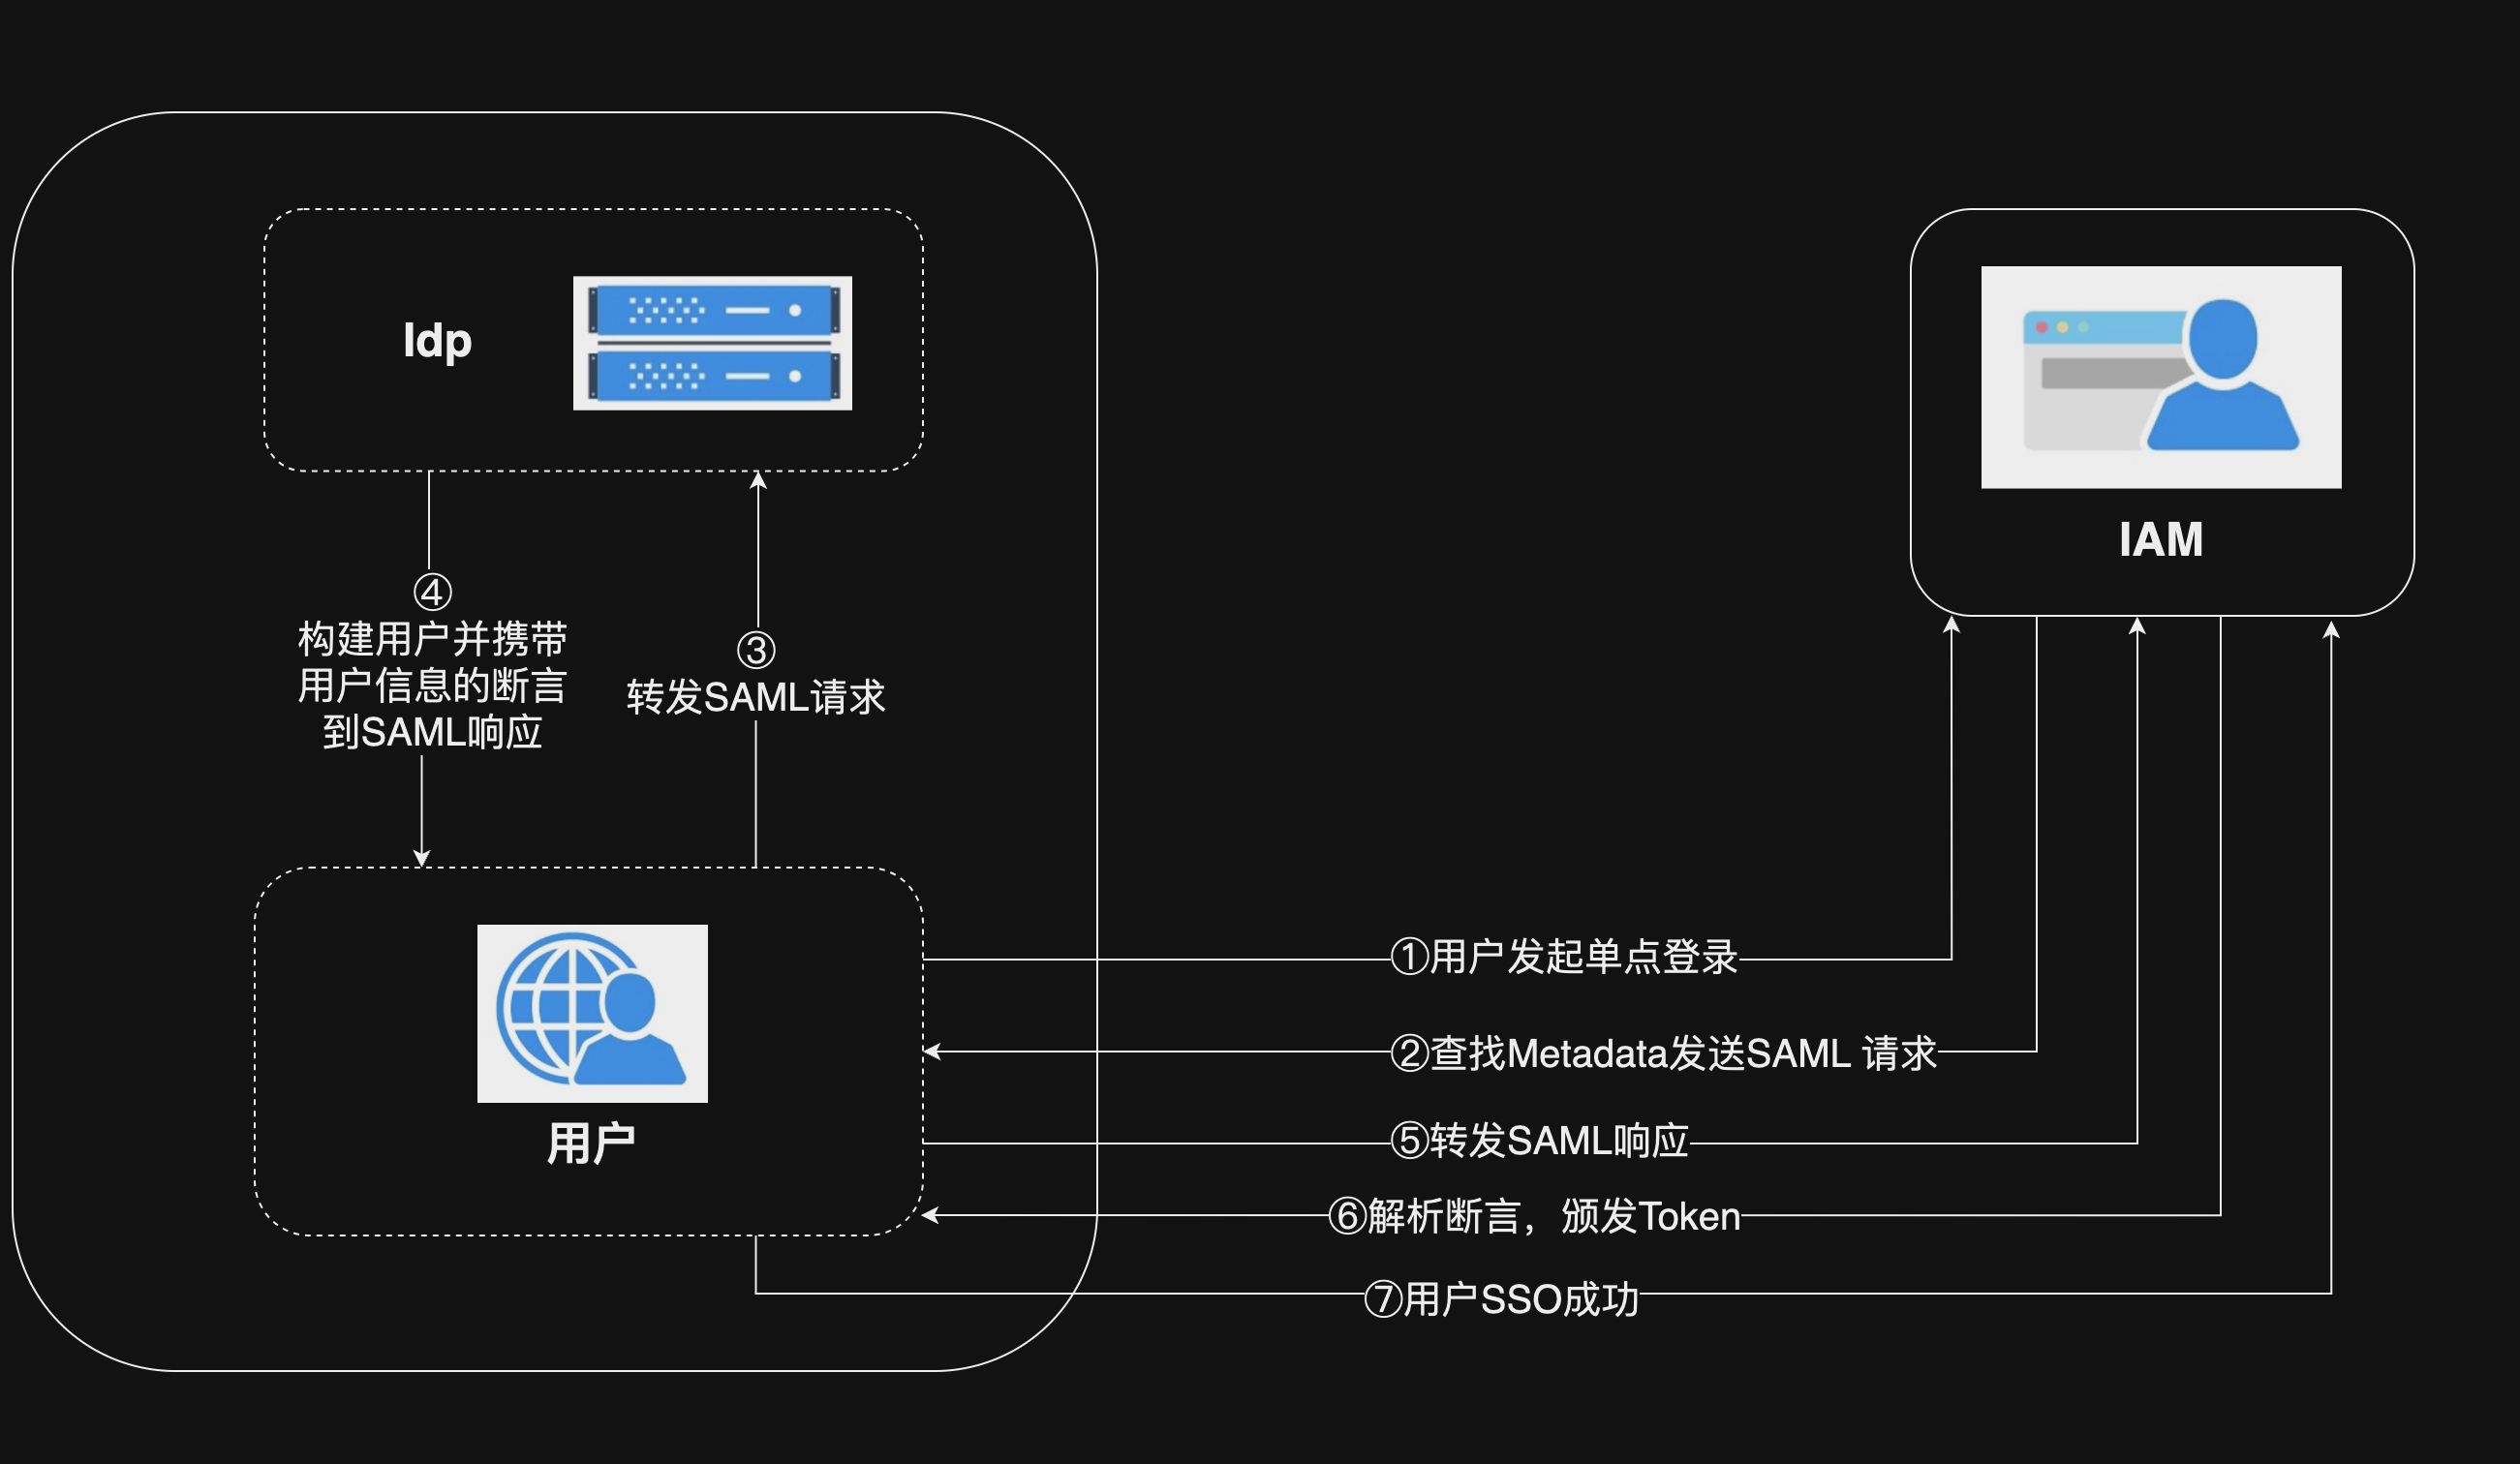 Idp
IAM
④
构建用户并携带
用户信息的断言
到SAML响应
③
转发SAML请求
用户
①用户发起单点登录
②查找Metadata发送SAML 请求
⑤转发SAML响应
⑥解析断言，颁发Token
⑦用户SSO成功